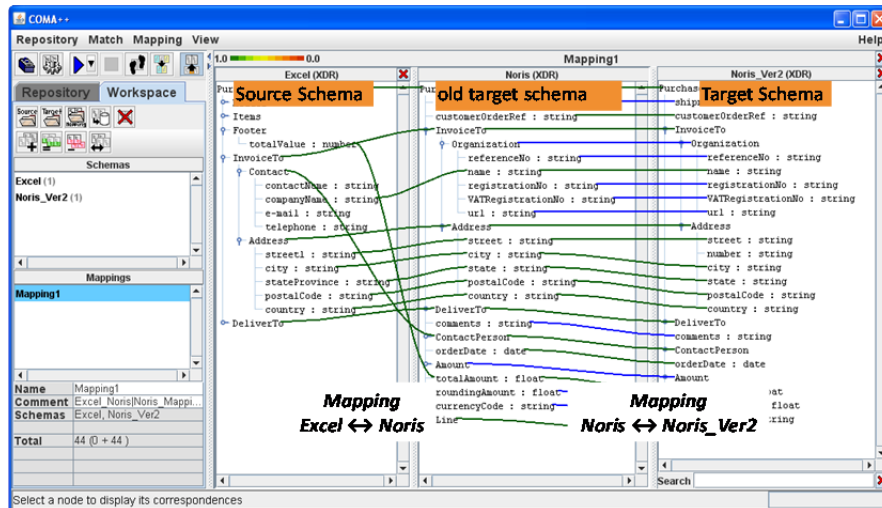 COMA++
Repository Match Mapping View Help
1.0 0.0 Mapping1
Excel (XDR) Noris (XDR) Noris_Ver2 (XDR)
Repository Workspace
Source Target
Schemas
Excel (1)
Noris_Ver2 (1)
Mappings
Mapping1
Name Mapping1
Comment Excel_Noris|Noris_Mappi...
Schemas Excel, Noris_Ver2
Total 44 (0 + 44 )
Source Schema
Items
Footer
totalValue : number
InvoiceTo
Contact
contactName : string
companyName : string
e-mail : string
telephone : string
Address
street1 : string
city : string
stateProvince : string
postalCode : string
country : string
DeliverTo
old target schema
customerOrderRef : string
InvoiceTo
Organization
referenceNo : string
name : string
registrationNo : string
VATRegistrationNo : string
url : string
Address
street : string
city : string
state : string
postalCode : string
country : string
DeliverTo
comments : string
ContactPerson
orderDate : date
Amount
totalAmount : float
roundingAmount : float
currencyCode : string
Line
Target Schema
customerOrderRef : string
InvoiceTo
Organization
referenceNo : string
name : string
registrationNo : string
VATRegistrationNo : string
url : string
Address
street : string
number : string
city : string
state : string
postalCode : string
country : string
DeliverTo
comments : string
ContactPerson
orderDate : date
Amount
float
Mapping
Excel ↔ Noris
Mapping
Noris ↔ Noris_Ver2
Search
Select a node to display its correspondences